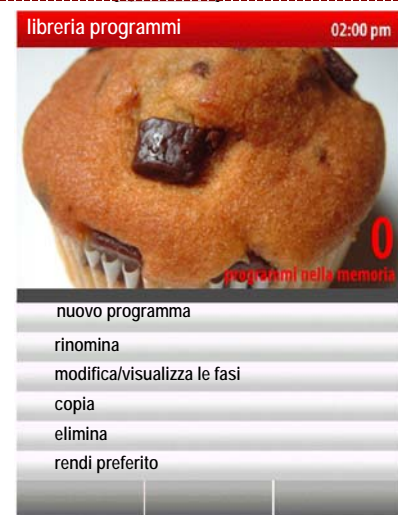 libreria programmi
02:00 pm
0
programmi nella memoria
nuovo programma
rinomina
modifica/visualizza le fasi
copia
elimina
rendi preferito